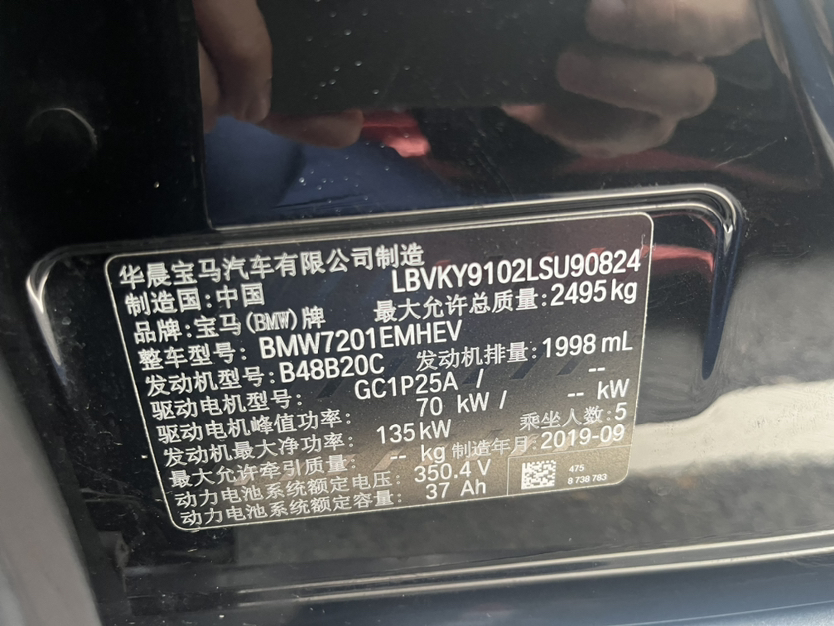 华晨宝马汽车有限公司制造
制造国:中国 LBVKY9102LSU90824
品牌:宝马(BMW)牌 最大允许总质量:2495kg
整车型号: BMW7201EMHEV
发动机型号:B48B20C 发动机排量:1998 mL
驱动电机型号: GC1P25A / --
驱动电机峰值功率: 70 kW / -- kW
发动机最大净功率: 135kW 乘坐人数:5
最大允许牵引质量: -- kg 制造年月:2019-09
动力电池系统额定电压:350.4 V
动力电池系统额定容量: 37 Ah
475
8 738 783